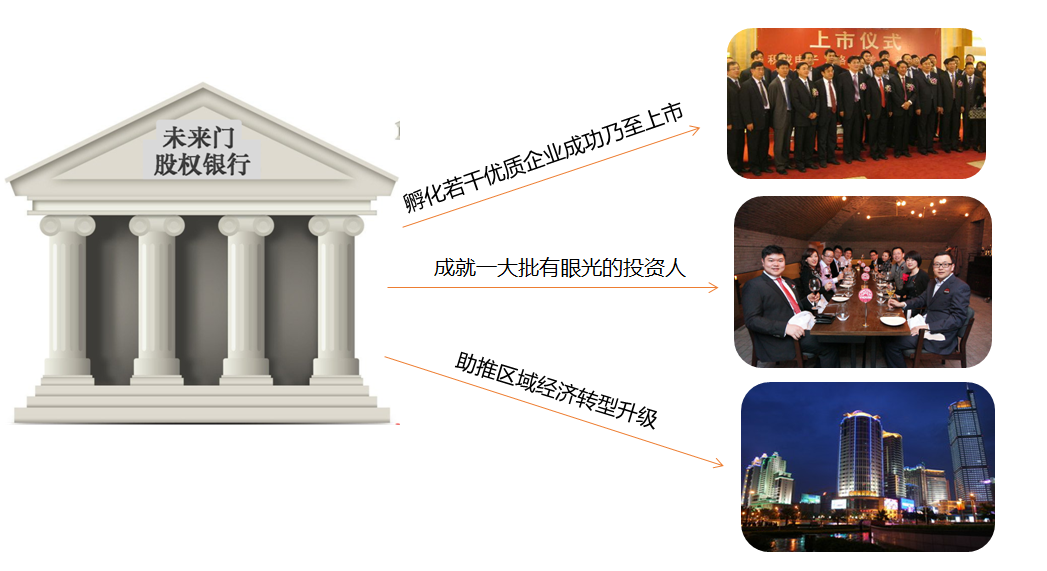 未来门
股权银行
孵化若干优质企业成功乃至上市
上市仪式
成就一大批有眼光的投资人
助推区域经济转型升级